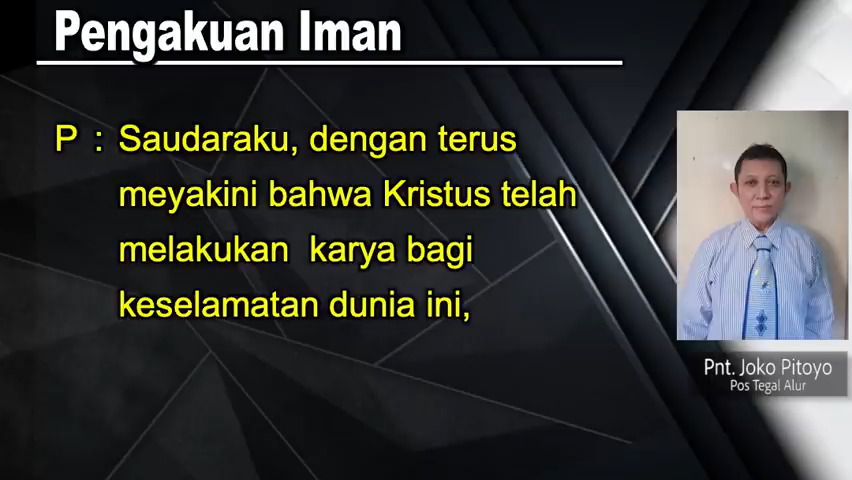 Pengakuan Iman
P : Saudaraku, dengan terus
meyakini bahwa Kristus telah
melakukan karya bagi
keselamatan dunia ini,
Pnt. Joko Pitoyo
Pos Tegal Alur